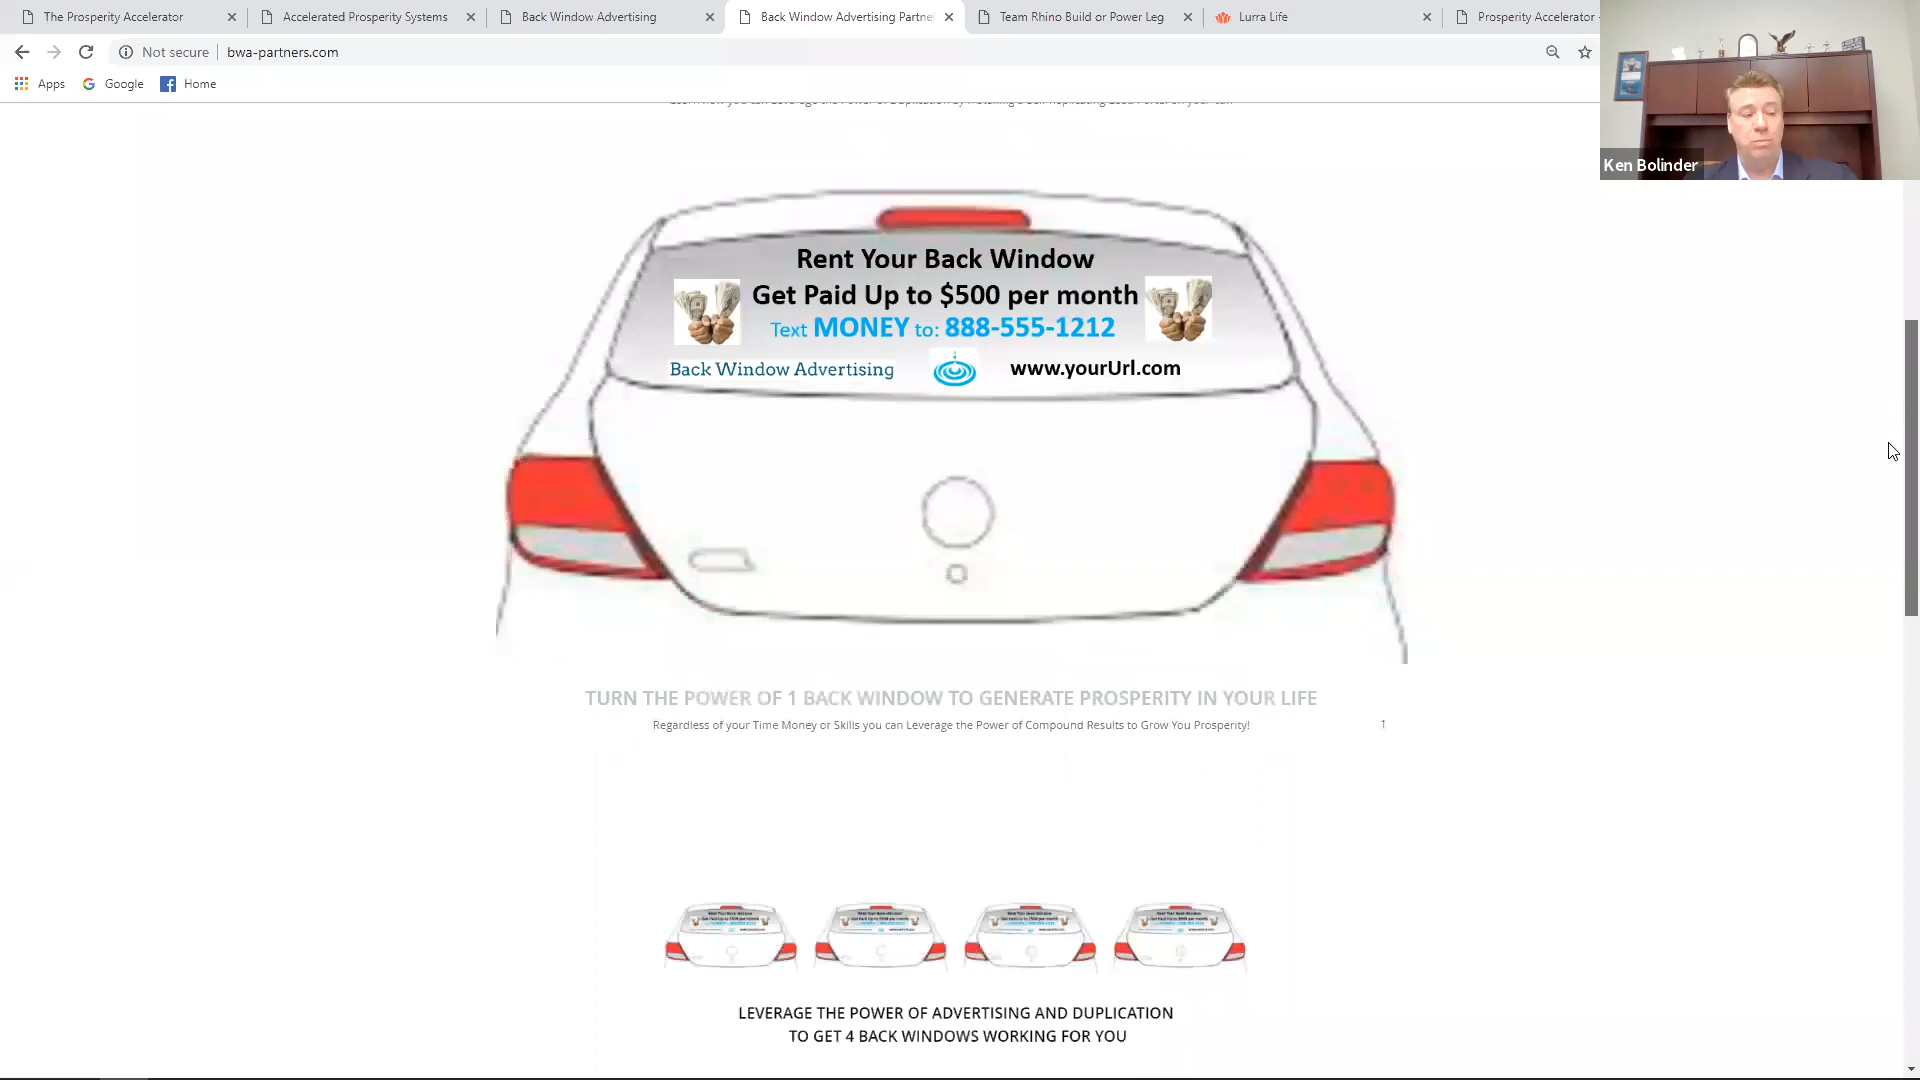 The Prosperity Accelerator
Accelerated Prosperity Systems
Back Window Advertising
Back Window Advertising Partne
Team Rhino Build or Power Leg
Lurra Life
Prosperity Accelerator
Not secure
bwa-partners.com
Apps
Google
Home
Ken Bolinder
Rent Your Back Window
Get Paid Up to $500 per month
Text MONEY to: 888-555-1212
Back Window Advertising
www.yourUrl.com
TURN THE POWER OF 1 BACK WINDOW TO GENERATE PROSPERITY IN YOUR LIFE
Regardless of your Time Money or Skills you can Leverage the Power of Compound Results to Grow You Prosperity!
1
LEVERAGE THE POWER OF ADVERTISING AND DUPLICATION
TO GET 4 BACK WINDOWS WORKING FOR YOU